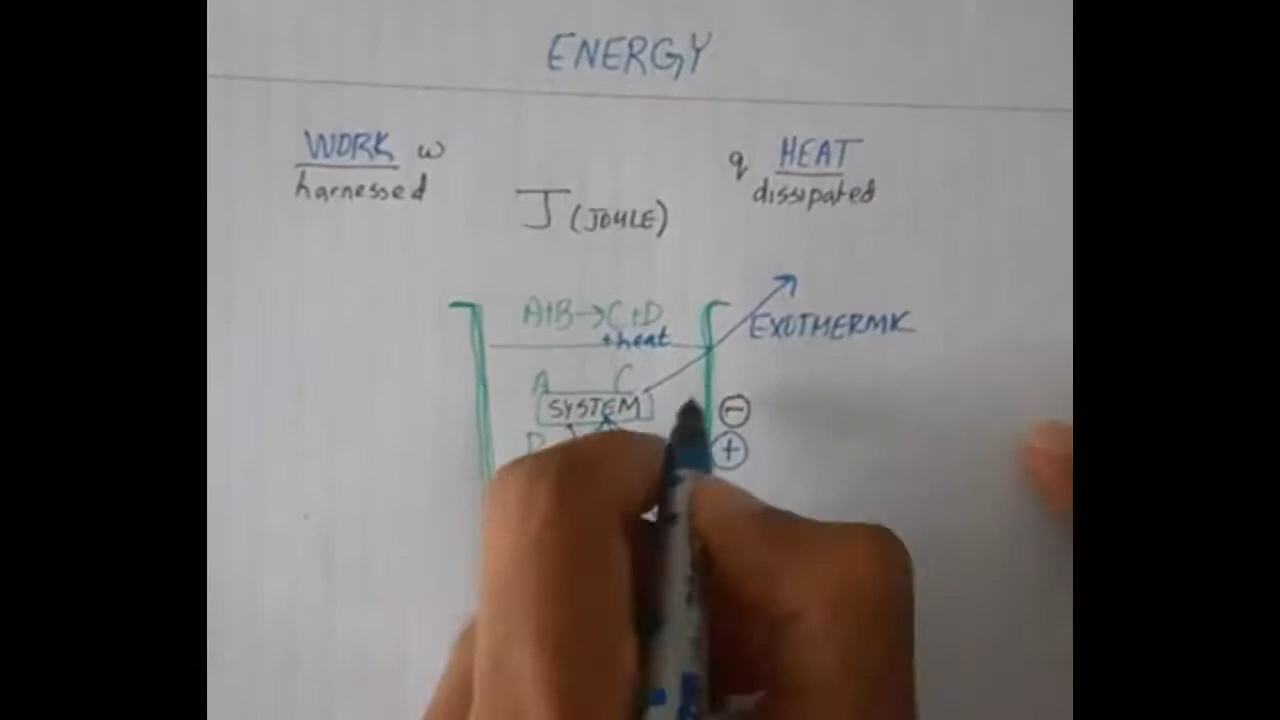 ENERGY
WORK w
harnessed
q HEAT
dissipated
J (JOULE)
A+B→C+D
+heat
EXOTHERMIC
A C
SYSTEM
−
+